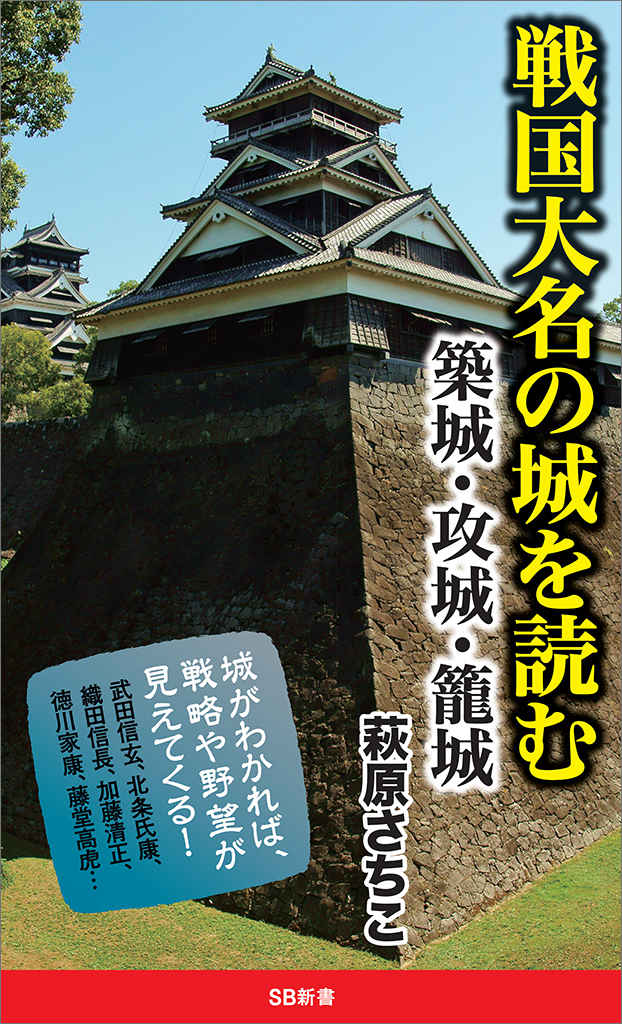 戦国大名の城を読む
築城・攻城・籠城
萩原さちこ
城がわかれば、
戦略や野望が
見えてくる!
武田信玄、北条氏康、
織田信長、加藤清正、
徳川家康、藤堂高虎…
SB新書